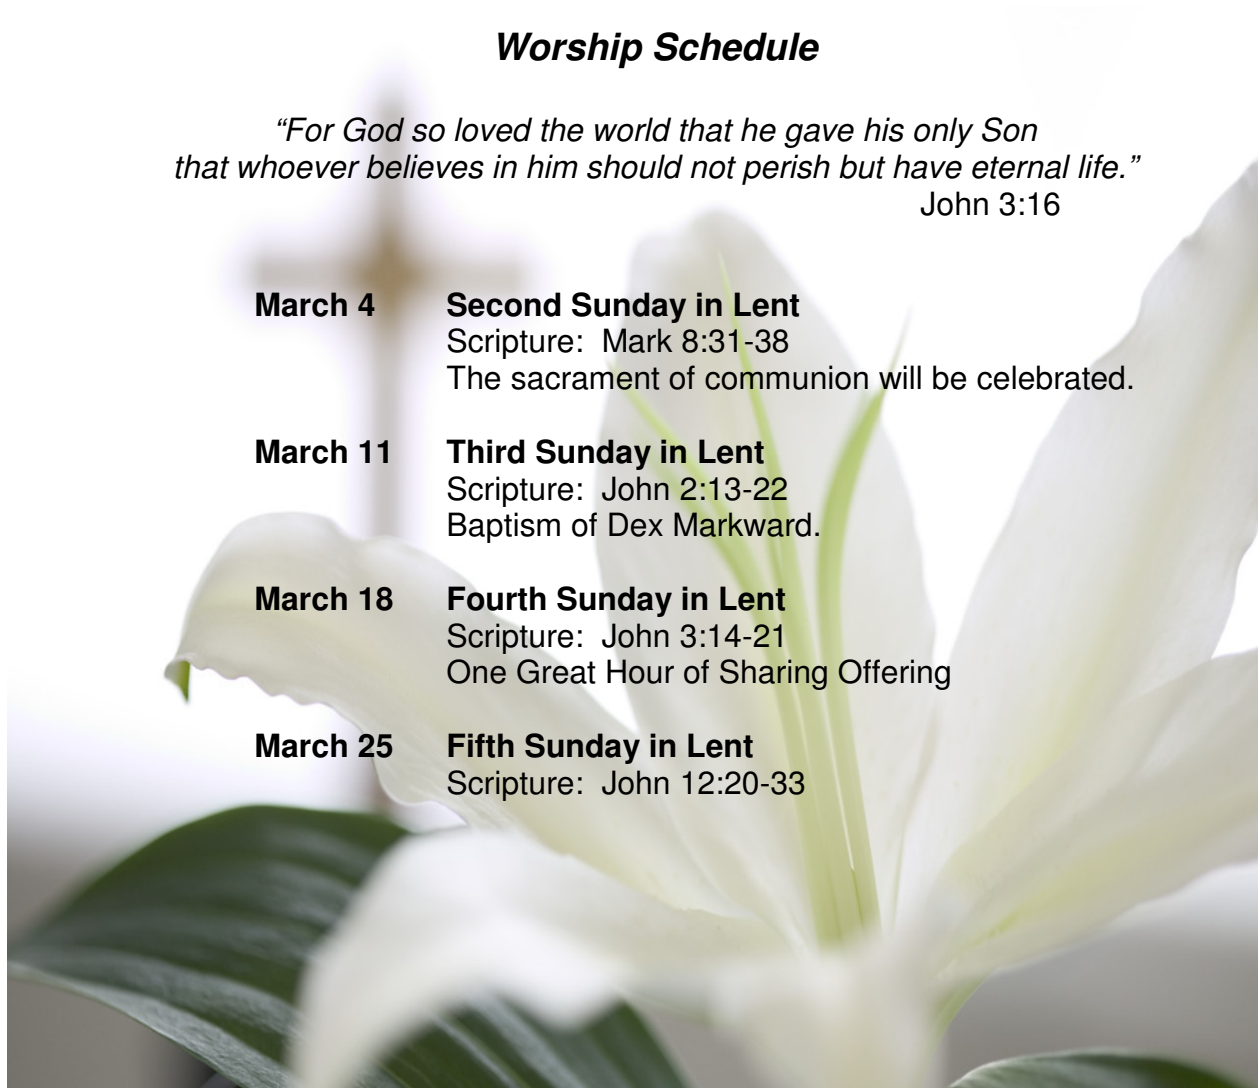 Worship Schedule
“For God so loved the world that he gave his only Son
that whoever believes in him should not perish but have eternal life.”
John 3:16
March 4 Second Sunday in Lent
Scripture: Mark 8:31-38
The sacrament of communion will be celebrated.
March 11 Third Sunday in Lent
Scripture: John 2:13-22
Baptism of Dex Markward.
March 18 Fourth Sunday in Lent
Scripture: John 3:14-21
One Great Hour of Sharing Offering
March 25 Fifth Sunday in Lent
Scripture: John 12:20-33